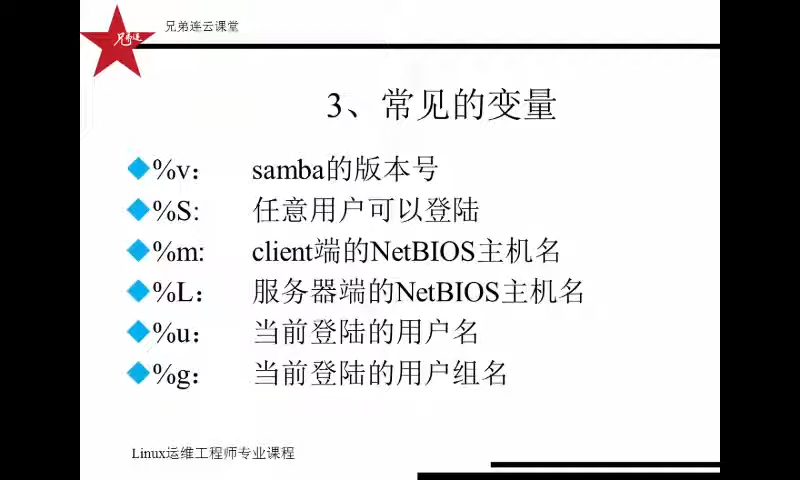 兄弟连云课堂
兄弟连
3、常见的变量
%v： samba的版本号
%S: 任意用户可以登陆
%m: client端的NetBIOS主机名
%L： 服务器端的NetBIOS主机名
%u： 当前登陆的用户名
%g： 当前登陆的用户组名
Linux运维工程师专业课程